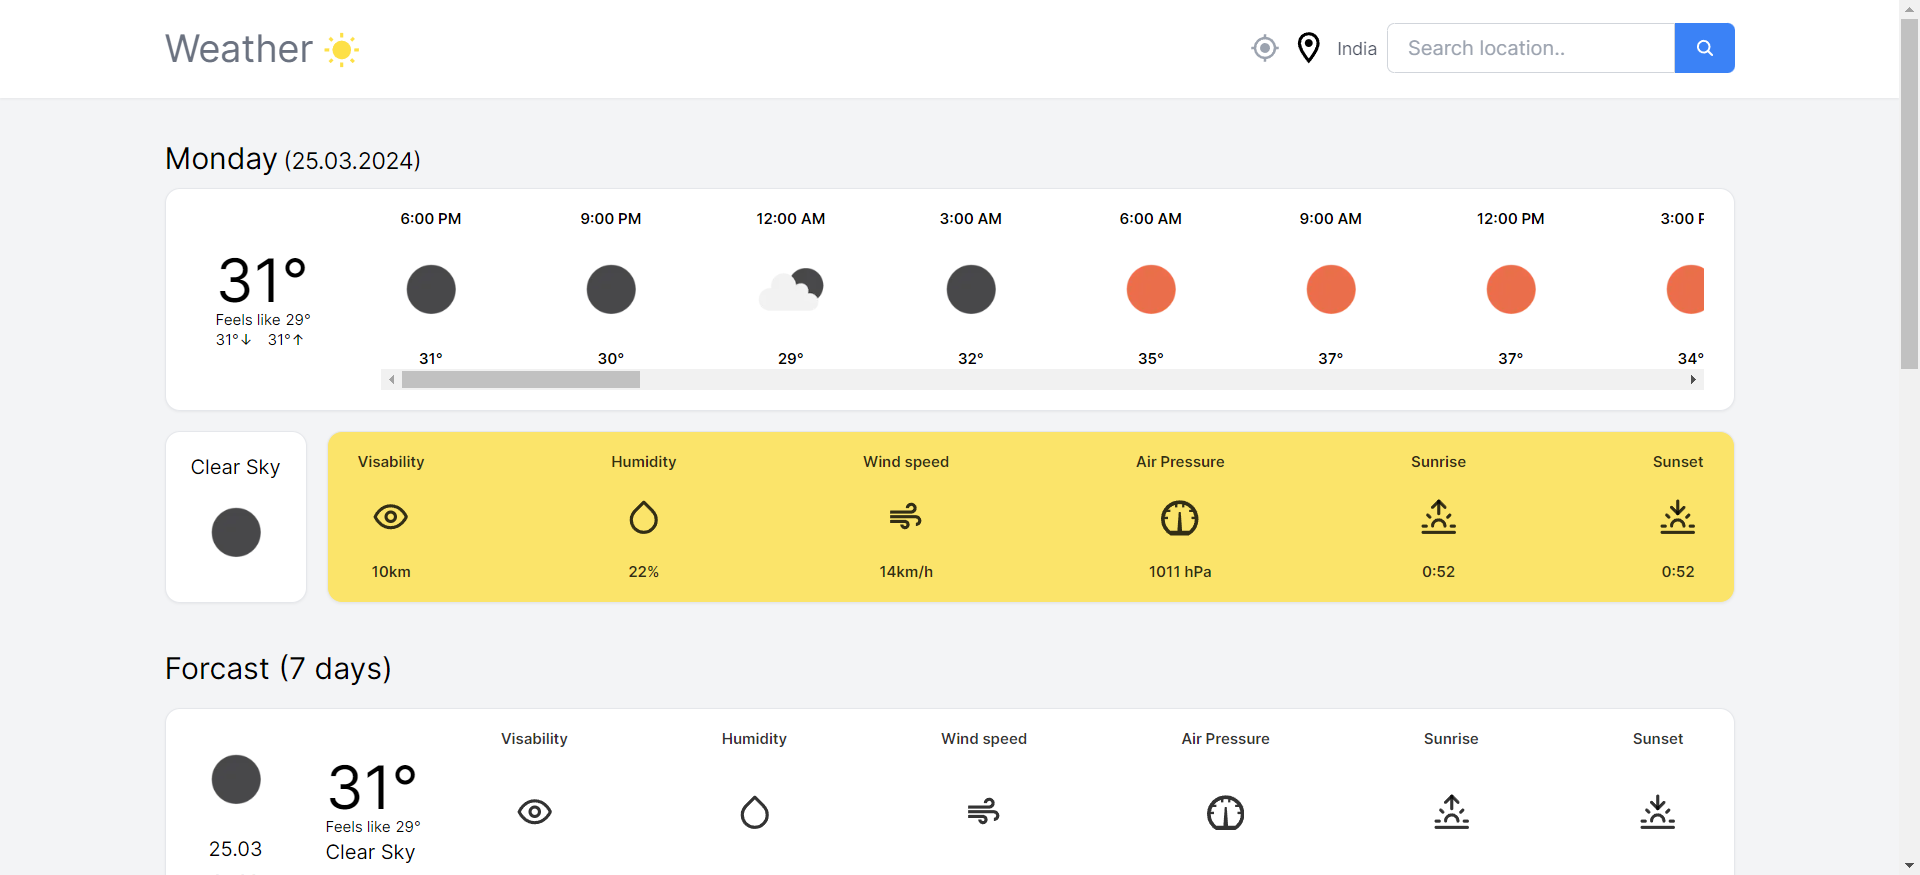 Weather
India
Search location..
Monday (25.03.2024)
6:00 PM 9:00 PM 12:00 AM 3:00 AM 6:00 AM 9:00 AM 12:00 PM 3:00 P
31°
Feels like 29°
31°↓ 31°↑
31° 30° 29° 32° 35° 37° 37° 34°
Clear Sky
Visability Humidity Wind speed Air Pressure Sunrise Sunset
10km 22% 14km/h 1011 hPa 0:52 0:52
Forcast (7 days)
Visability Humidity Wind speed Air Pressure Sunrise Sunset
31°
Feels like 29°
25.03
Clear Sky